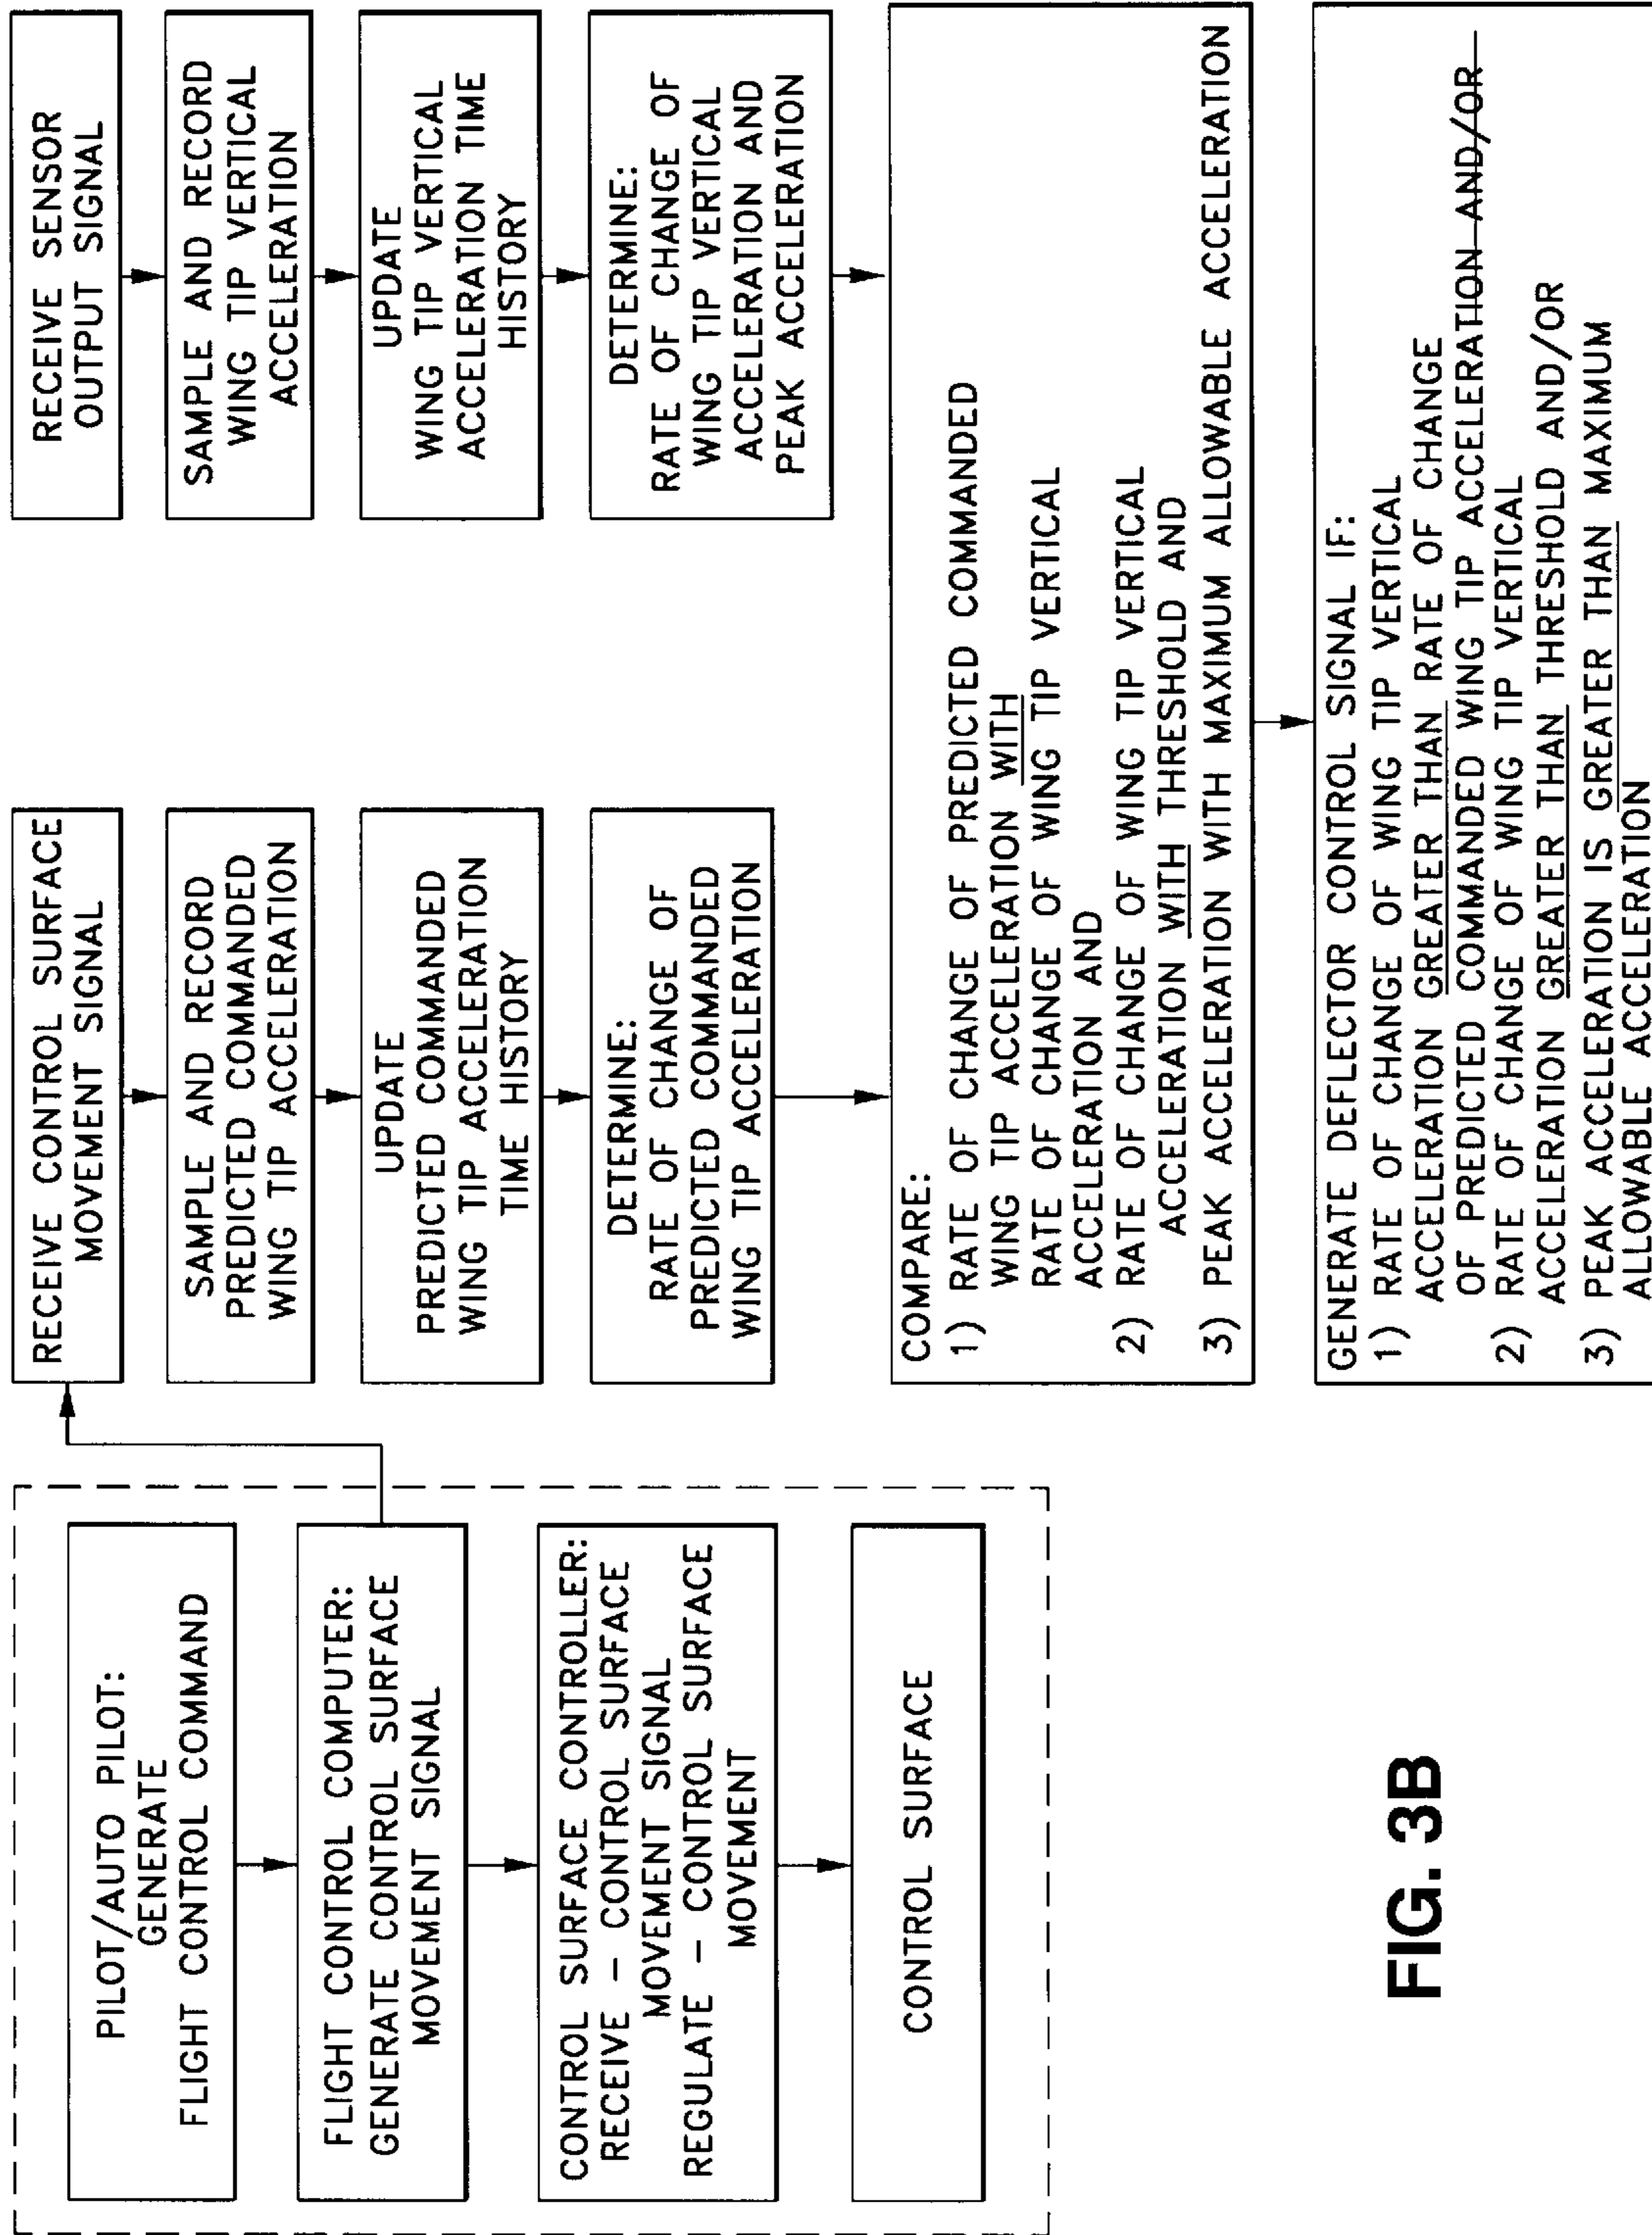 PILOT/AUTO PILOT:
GENERATE
FLIGHT CONTROL COMMAND
FLIGHT CONTROL COMPUTER:
GENERATE CONTROL SURFACE
MOVEMENT SIGNAL
CONTROL SURFACE CONTROLLER:
RECEIVE – CONTROL SURFACE
MOVEMENT SIGNAL
REGULATE – CONTROL SURFACE
MOVEMENT
CONTROL SURFACE
RECEIVE CONTROL SURFACE
MOVEMENT SIGNAL
SAMPLE AND RECORD
PREDICTED COMMANDED
WING TIP ACCELERATION
UPDATE
PREDICTED COMMANDED
WING TIP ACCELERATION
TIME HISTORY
DETERMINE:
RATE OF CHANGE OF
PREDICTED COMMANDED
WING TIP ACCELERATION
RECEIVE SENSOR
OUTPUT SIGNAL
SAMPLE AND RECORD
WING TIP VERTICAL
ACCELERATION
UPDATE
WING TIP VERTICAL
ACCELERATION TIME
HISTORY
DETERMINE:
RATE OF CHANGE OF
WING TIP VERTICAL
ACCELERATION AND
PEAK ACCELERATION
COMPARE:
1) RATE OF CHANGE OF PREDICTED COMMANDED
WING TIP ACCELERATION WITH
RATE OF CHANGE OF WING TIP VERTICAL
ACCELERATION AND
2) RATE OF CHANGE OF WING TIP VERTICAL
ACCELERATION WITH THRESHOLD AND
3) PEAK ACCELERATION WITH MAXIMUM ALLOWABLE ACCELERATION
GENERATE DEFLECTOR CONTROL SIGNAL IF:
1) RATE OF CHANGE OF WING TIP VERTICAL
ACCELERATION GREATER THAN RATE OF CHANGE
OF PREDICTED COMMANDED WING TIP ACCELERATION AND/OR
2) RATE OF CHANGE OF WING TIP VERTICAL
ACCELERATION GREATER THAN THRESHOLD AND/OR
3) PEAK ACCELERATION IS GREATER THAN MAXIMUM
ALLOWABLE ACCELERATION
FIG. 3B